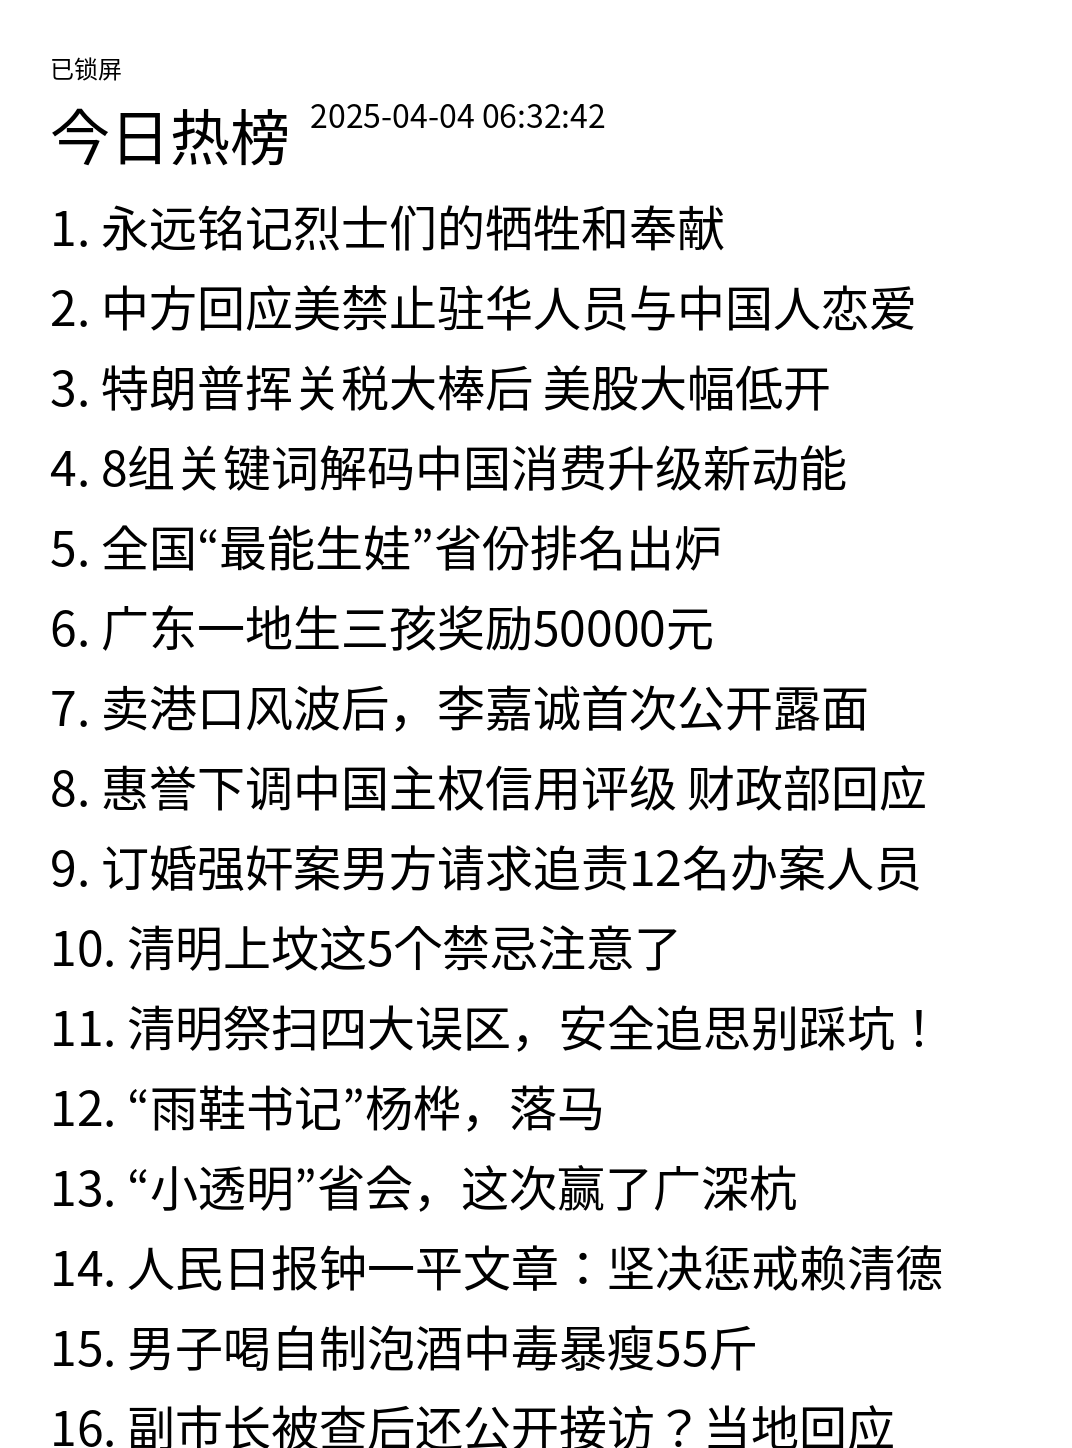 已锁屏
今日热榜 2025-04-04 06:32:42
1. 永远铭记烈士们的牺牲和奉献
2. 中方回应美禁止驻华人员与中国人恋爱
3. 特朗普挥关税大棒后 美股大幅低开
4. 8组关键词解码中国消费升级新动能
5. 全国“最能生娃”省份排名出炉
6. 广东一地生三孩奖励50000元
7. 卖港口风波后，李嘉诚首次公开露面
8. 惠誉下调中国主权信用评级 财政部回应
9. 订婚强奸案男方请求追责12名办案人员
10. 清明上坟这5个禁忌注意了
11. 清明祭扫四大误区，安全追思别踩坑！
12. “雨鞋书记”杨桦，落马
13. “小透明”省会，这次赢了广深杭
14. 人民日报钟一平文章：坚决惩戒赖清德
15. 男子喝自制泡酒中毒暴瘦55斤
16. 副市长被查后还公开接访？当地回应